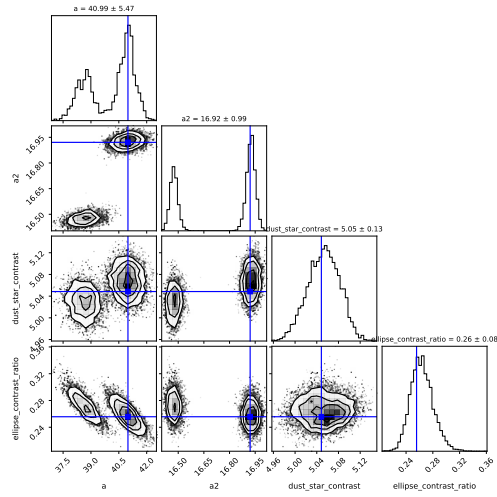 a = 40.99 ± 5.47
a2 = 16.92 ± 0.99
16.95
16.80
16.65
16.50
a2
dust_star_contrast = 5.05 ± 0.13
5.12
5.08
5.04
5.00
4.96
dust_star_contrast
ellipse_contrast_ratio = 0.26 ± 0.08
0.36
0.32
0.28
0.24
ellipse_contrast_ratio
37.5 39.0 40.5 42.0
16.50 16.65 16.80 16.95
4.96 5.00 5.04 5.08 5.12
0.24 0.28 0.32 0.36
a a2 dust_star_contrast ellipse_contrast_ratio